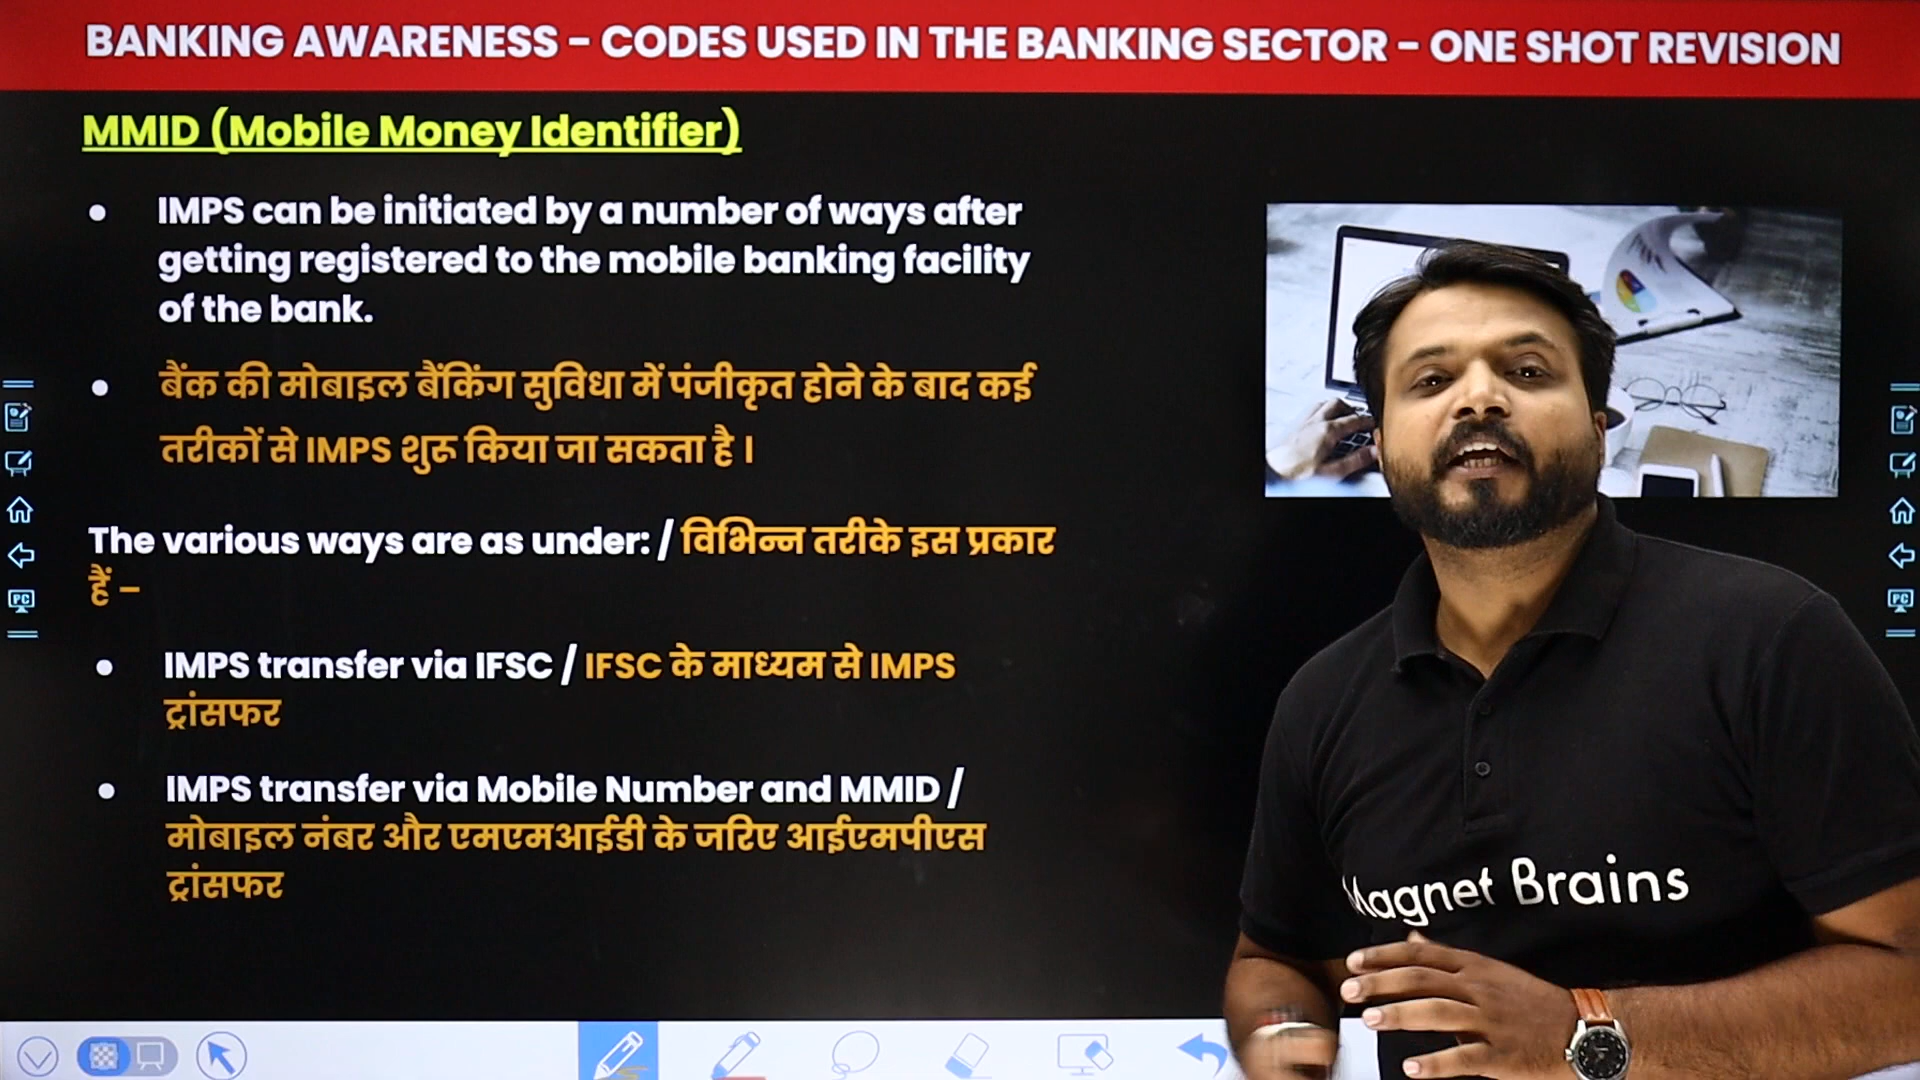 BANKING AWARENESS – CODES USED IN THE BANKING SECTOR – ONE SHOT REVISION
MMID (Mobile Money Identifier)
• IMPS can be initiated by a number of ways after
getting registered to the mobile banking facility
of the bank.
• बैंक की मोबाइल बैंकिंग सुविधा में पंजीकृत होने के बाद कई
तरीकों से IMPS शुरू किया जा सकता है ।
The various ways are as under: / विभिन्न तरीके इस प्रकार
हैं –
• IMPS transfer via IFSC / IFSC के माध्यम से IMPS
ट्रांसफर
• IMPS transfer via Mobile Number and MMID /
मोबाइल नंबर और एमएमआईडी के जरिए आईएमपीएस
ट्रांसफर
Magnet Brains
PC
PC